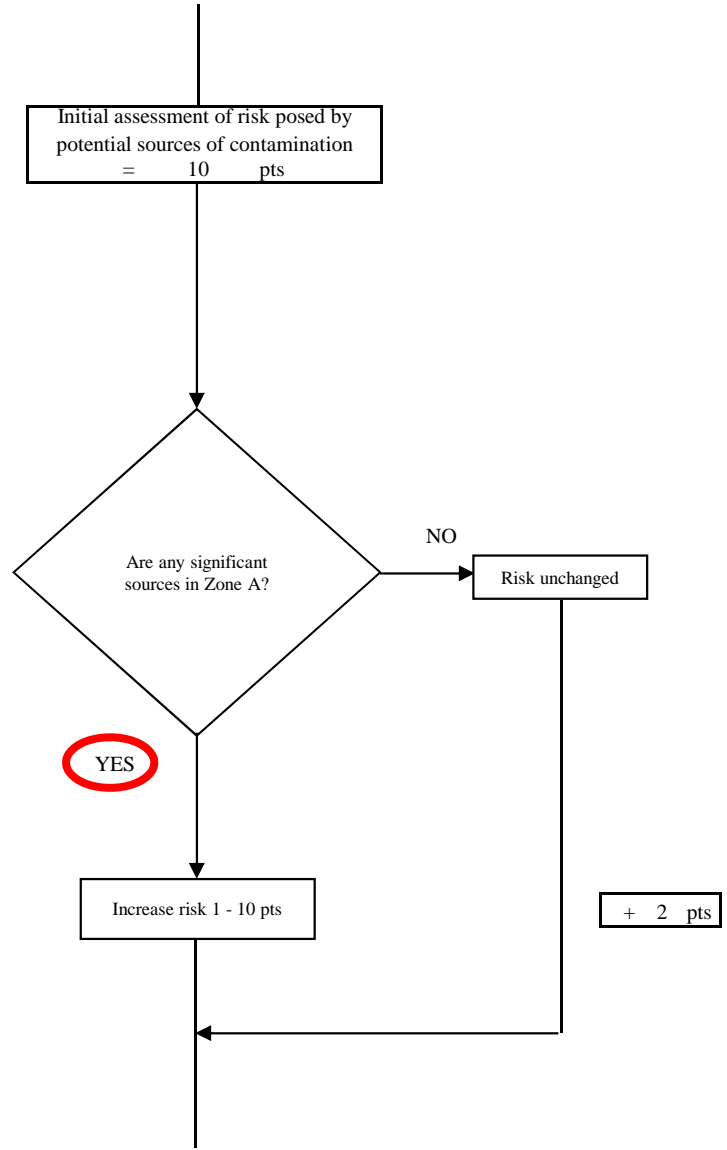 Initial assessment of risk posed by
potential sources of contamination
= 10 pts
NO
Are any significant
sources in Zone A?
Risk unchanged
YES
Increase risk 1 - 10 pts
+ 2 pts